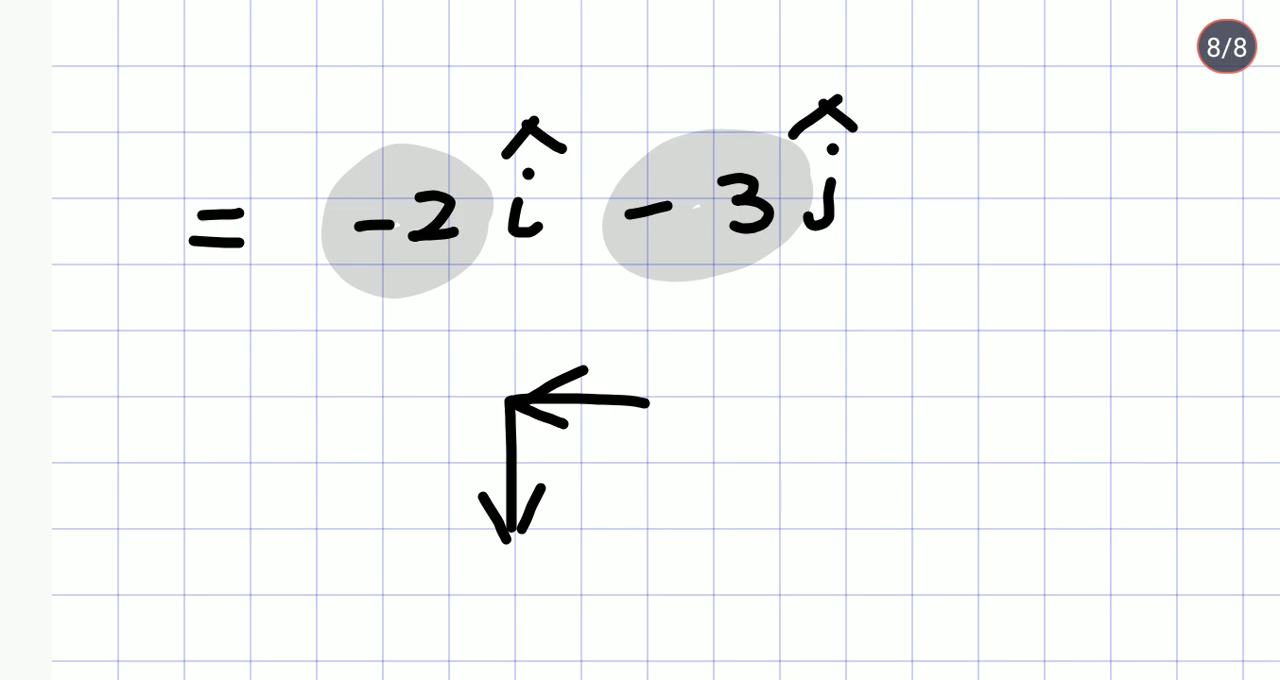 8/8
= -2 î - 3 ĵ